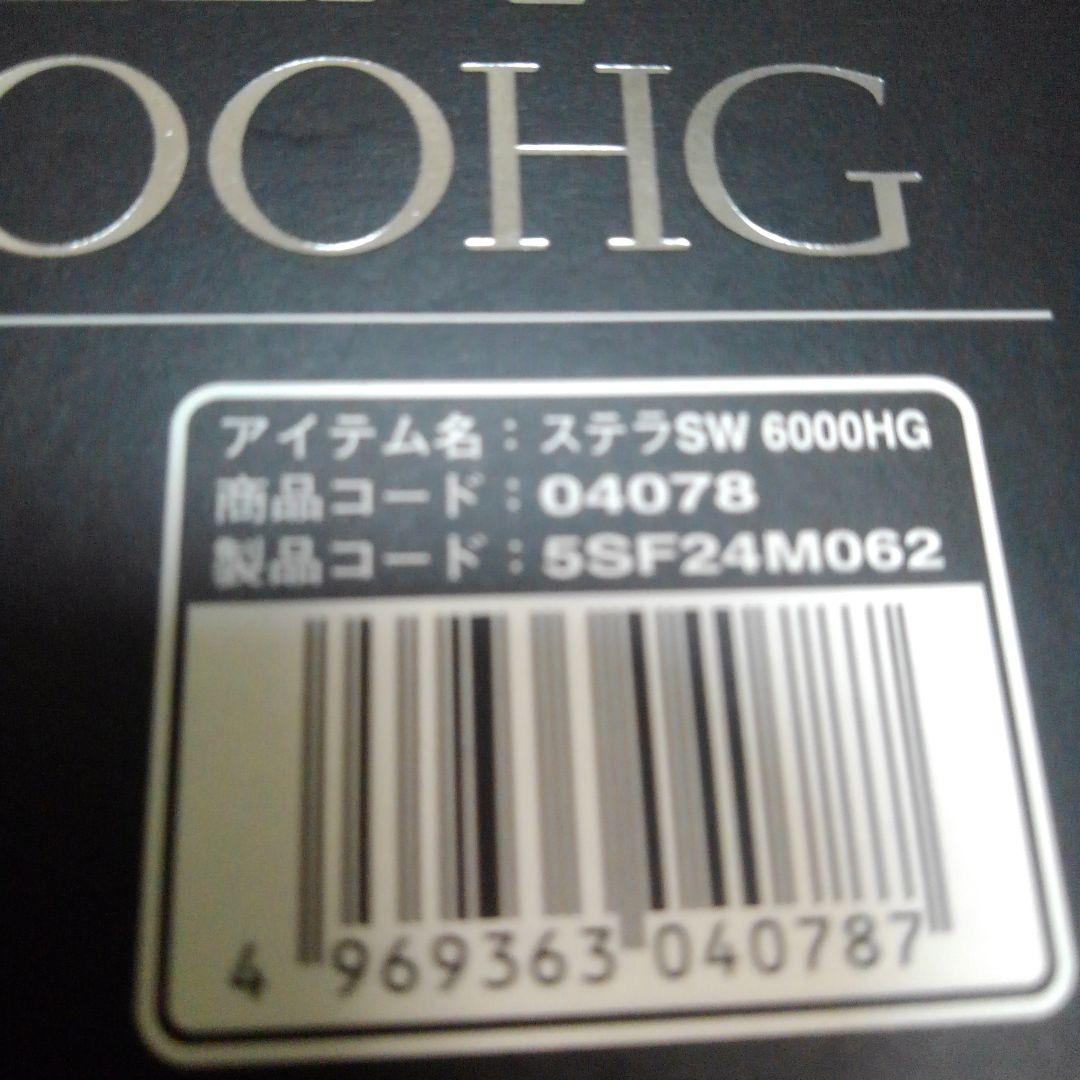 OOHG
アイテム名：ステラSW 6000HG
商品コード：04078
製品コード：5SF24M062
4 969363 040787